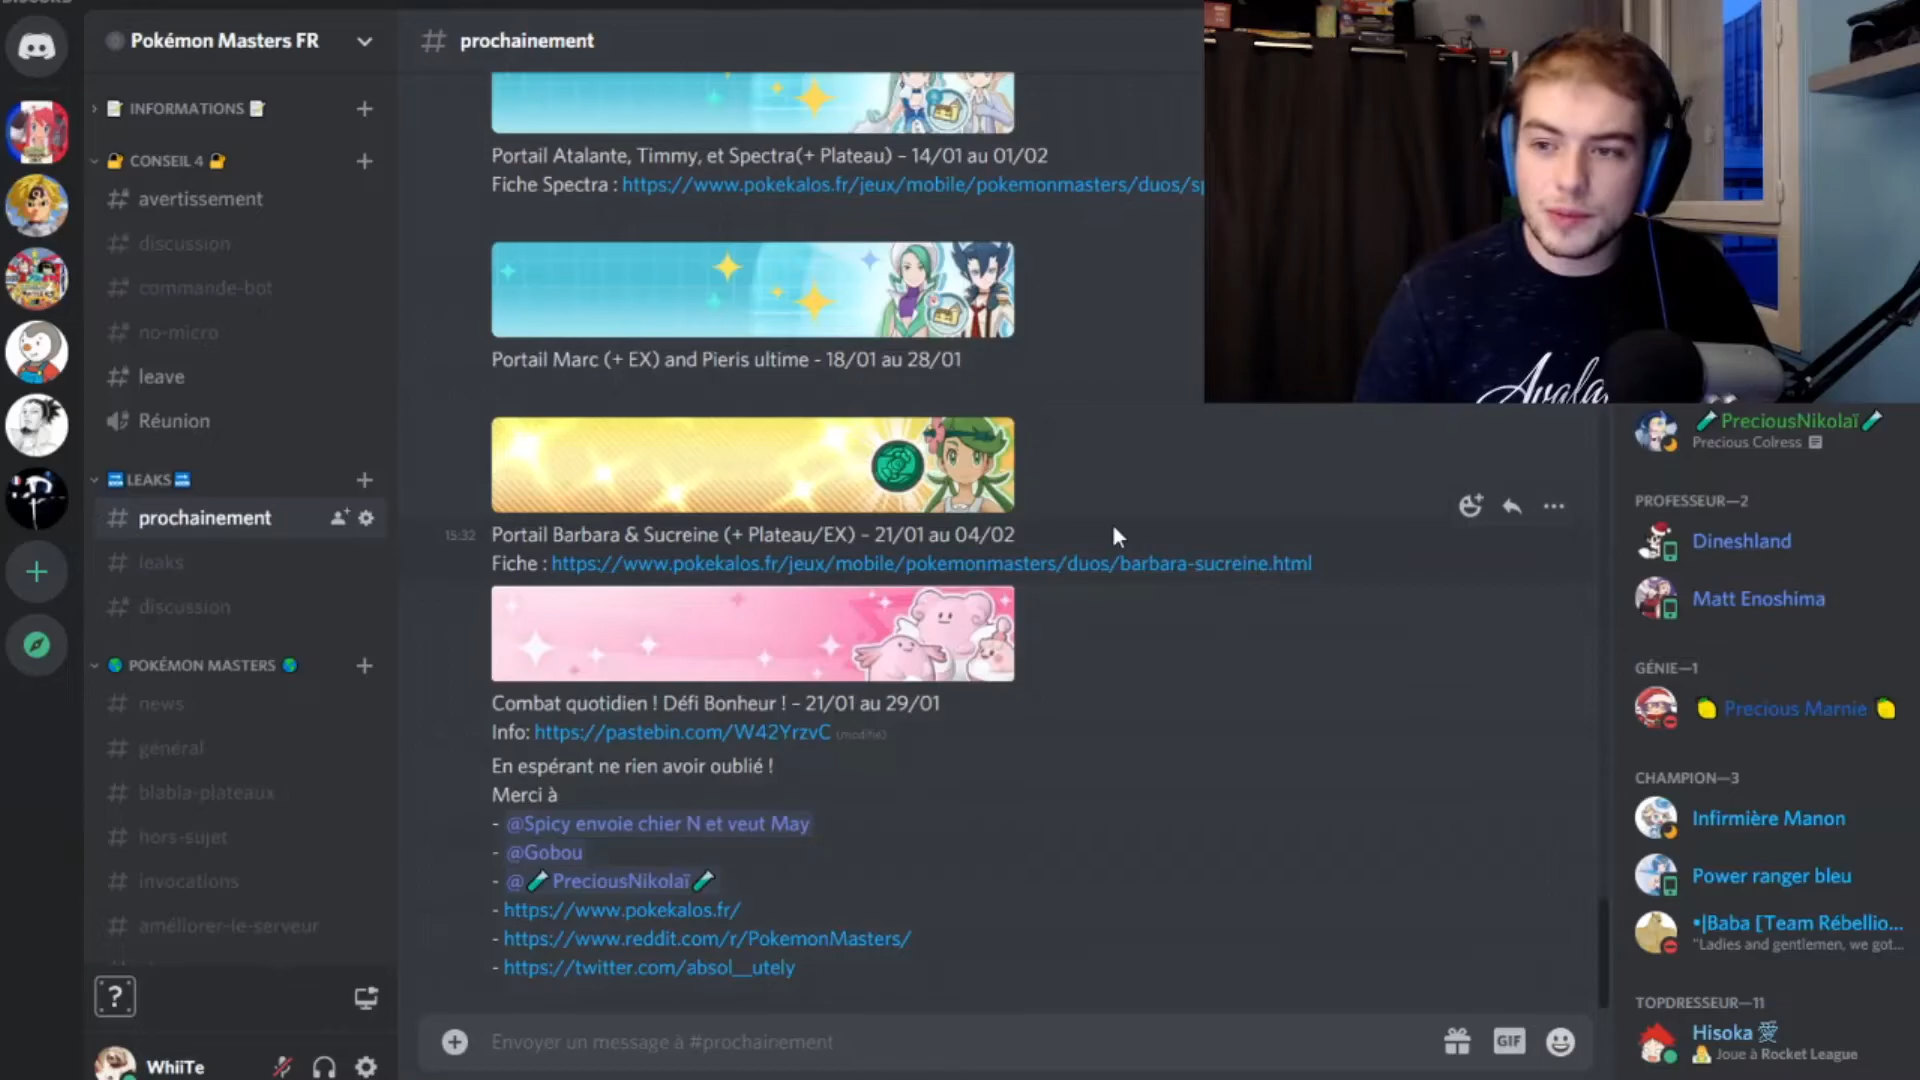 Pokémon Masters FR
prochainement
INFORMATIONS
CONSEIL 4
avertissement
discussion
commande-bot
no-micro
leave
Réunion
LEAKS
prochainement
leaks
discussion
POKÉMON MASTERS
news
général
blabla-plateaux
hors-sujet
invocations
améliorer-le-serveur
WhiiTe
Portail Atalante, Timmy, et Spectra(+ Plateau) – 14/01 au 01/02
Fiche Spectra : https://www.pokekalos.fr/jeux/mobile/pokemonmasters/duos/sp
Portail Marc (+ EX) and Pieris ultime - 18/01 au 28/01
15:32 Portail Barbara & Sucreine (+ Plateau/EX) – 21/01 au 04/02
Fiche : https://www.pokekalos.fr/jeux/mobile/pokemonmasters/duos/barbara-sucreine.html
Combat quotidien ! Défi Bonheur ! – 21/01 au 29/01
Info: https://pastebin.com/W42YrzvC (modifié)
En espérant ne rien avoir oublié !
Merci à
- @Spicy envoie chier N et veut May
- @Gobou
- @🧪PreciousNikolaï🧪
- https://www.pokekalos.fr/
- https://www.reddit.com/r/PokemonMasters/
- https://twitter.com/absol__utely
Envoyer un message à #prochainement
GIF
🧪PreciousNikolaï🧪
Precious Colress
PROFESSEUR—2
Dineshland
Matt Enoshima
GÉNIE—1
🍋 Precious Marnie 🍋
CHAMPION—3
Infirmière Manon
Power ranger bleu
•|Baba [Team Rébellio...
"Ladies and gentlemen, we got...
TOPDRESSEUR—11
Hisoka 愛
Joue à Rocket League